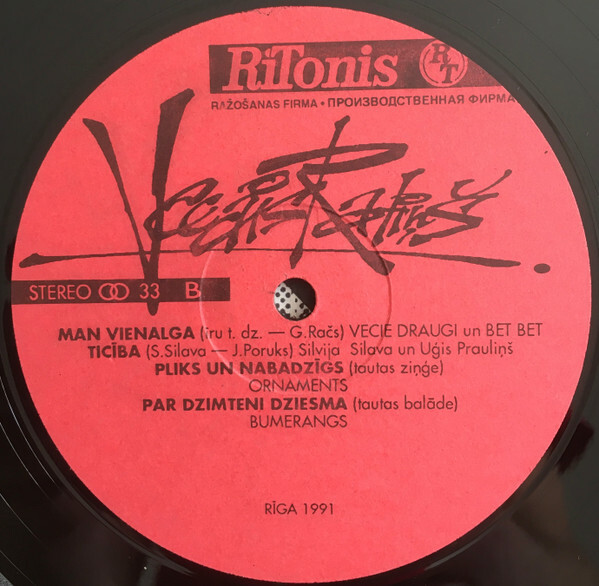 RiTonis RT
RAŽOŠANAS FIRMA • ПРОИЗВОДСТВЕННАЯ ФИРМА
STEREO 33 B
MAN VIENALGA (īru t. dz. — G.Račs) VECIE DRAUGI un BET BET
TICĪBA (S.Silava — J.Poruks) Silvija Silava un Uģis Prauliņš
PLIKS UN NABADZĪGS (tautas ziņģe)
ORNAMENTS
PAR DZIMTENI DZIESMA (tautas balāde)
BUMERANGS
RĪGA 1991